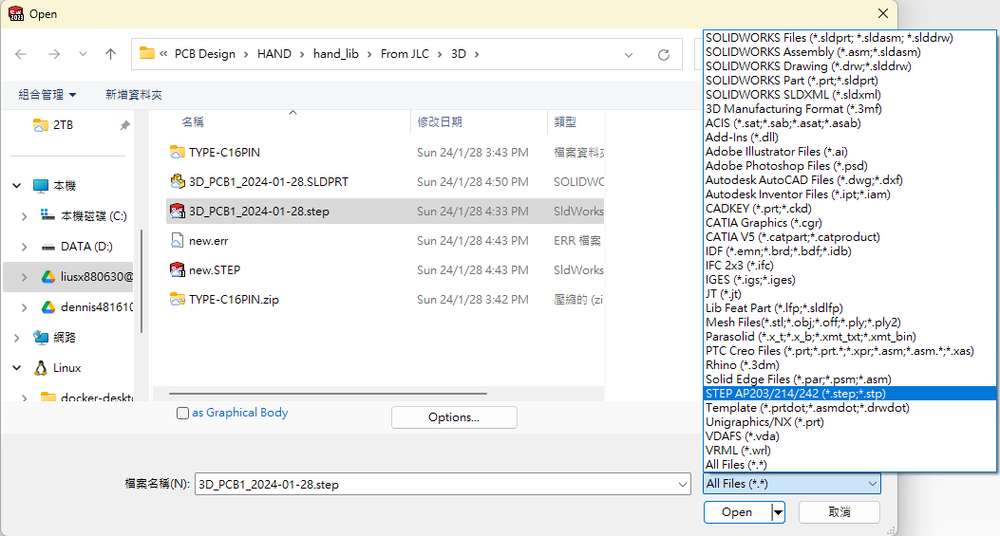 Open
« PCB Design > HAND > hand_lib > From JLC > 3D >
組合管理 新增資料夾
2TB
本機
本機磁碟 (C:)
DATA (D:)
liusx880630@
dennis481610
網路
Linux
docker-desktc
名稱 修改日期 類型
TYPE-C16PIN Sun 24/1/28 3:43 PM 檔案資料夾
3D_PCB1_2024-01-28.SLDPRT Sun 24/1/28 4:50 PM SOLIDWC
3D_PCB1_2024-01-28.step Sun 24/1/28 4:33 PM SldWorks
new.err Sun 24/1/28 4:43 PM ERR 檔案
new.STEP Sun 24/1/28 4:43 PM SldWorks
TYPE-C16PIN.zip Sun 24/1/28 3:42 PM 壓縮的 (zi
as Graphical Body
Options...
檔案名稱(N): 3D_PCB1_2024-01-28.step
SOLIDWORKS Files (*.sldprt; *.sldasm; *.slddrw)
SOLIDWORKS Assembly (*.asm;*.sldasm)
SOLIDWORKS Drawing (*.drw;*.slddrw)
SOLIDWORKS Part (*.prt;*.sldprt)
SOLIDWORKS SLDXML (*.sldxml)
3D Manufacturing Format (*.3mf)
ACIS (*.sat;*.sab;*.asat;*.asab)
Add-Ins (*.dll)
Adobe Illustrator Files (*.ai)
Adobe Photoshop Files (*.psd)
Autodesk AutoCAD Files (*.dwg;*.dxf)
Autodesk Inventor Files (*.ipt;*.iam)
CADKEY (*.prt;*.ckd)
CATIA Graphics (*.cgr)
CATIA V5 (*.catpart;*.catproduct)
IDF (*.emn;*.brd;*.bdf;*.idb)
IFC 2x3 (*.ifc)
IGES (*.igs;*.iges)
JT (*.jt)
Lib Feat Part (*.lfp;*.sldlfp)
Mesh Files(*.stl;*.obj;*.off;*.ply;*.ply2)
Parasolid (*.x_t;*.x_b;*.xmt_txt;*.xmt_bin)
PTC Creo Files (*.prt;*.prt.*;*.xpr;*.asm;*.asm.*;*.xas)
Rhino (*.3dm)
Solid Edge Files (*.par;*.psm;*.asm)
STEP AP203/214/242 (*.step;*.stp)
Template (*.prtdot;*.asmdot;*.drwdot)
Unigraphics/NX (*.prt)
VDAFS (*.vda)
VRML (*.wrl)
All Files (*.*)
All Files (*.*)
Open 取消